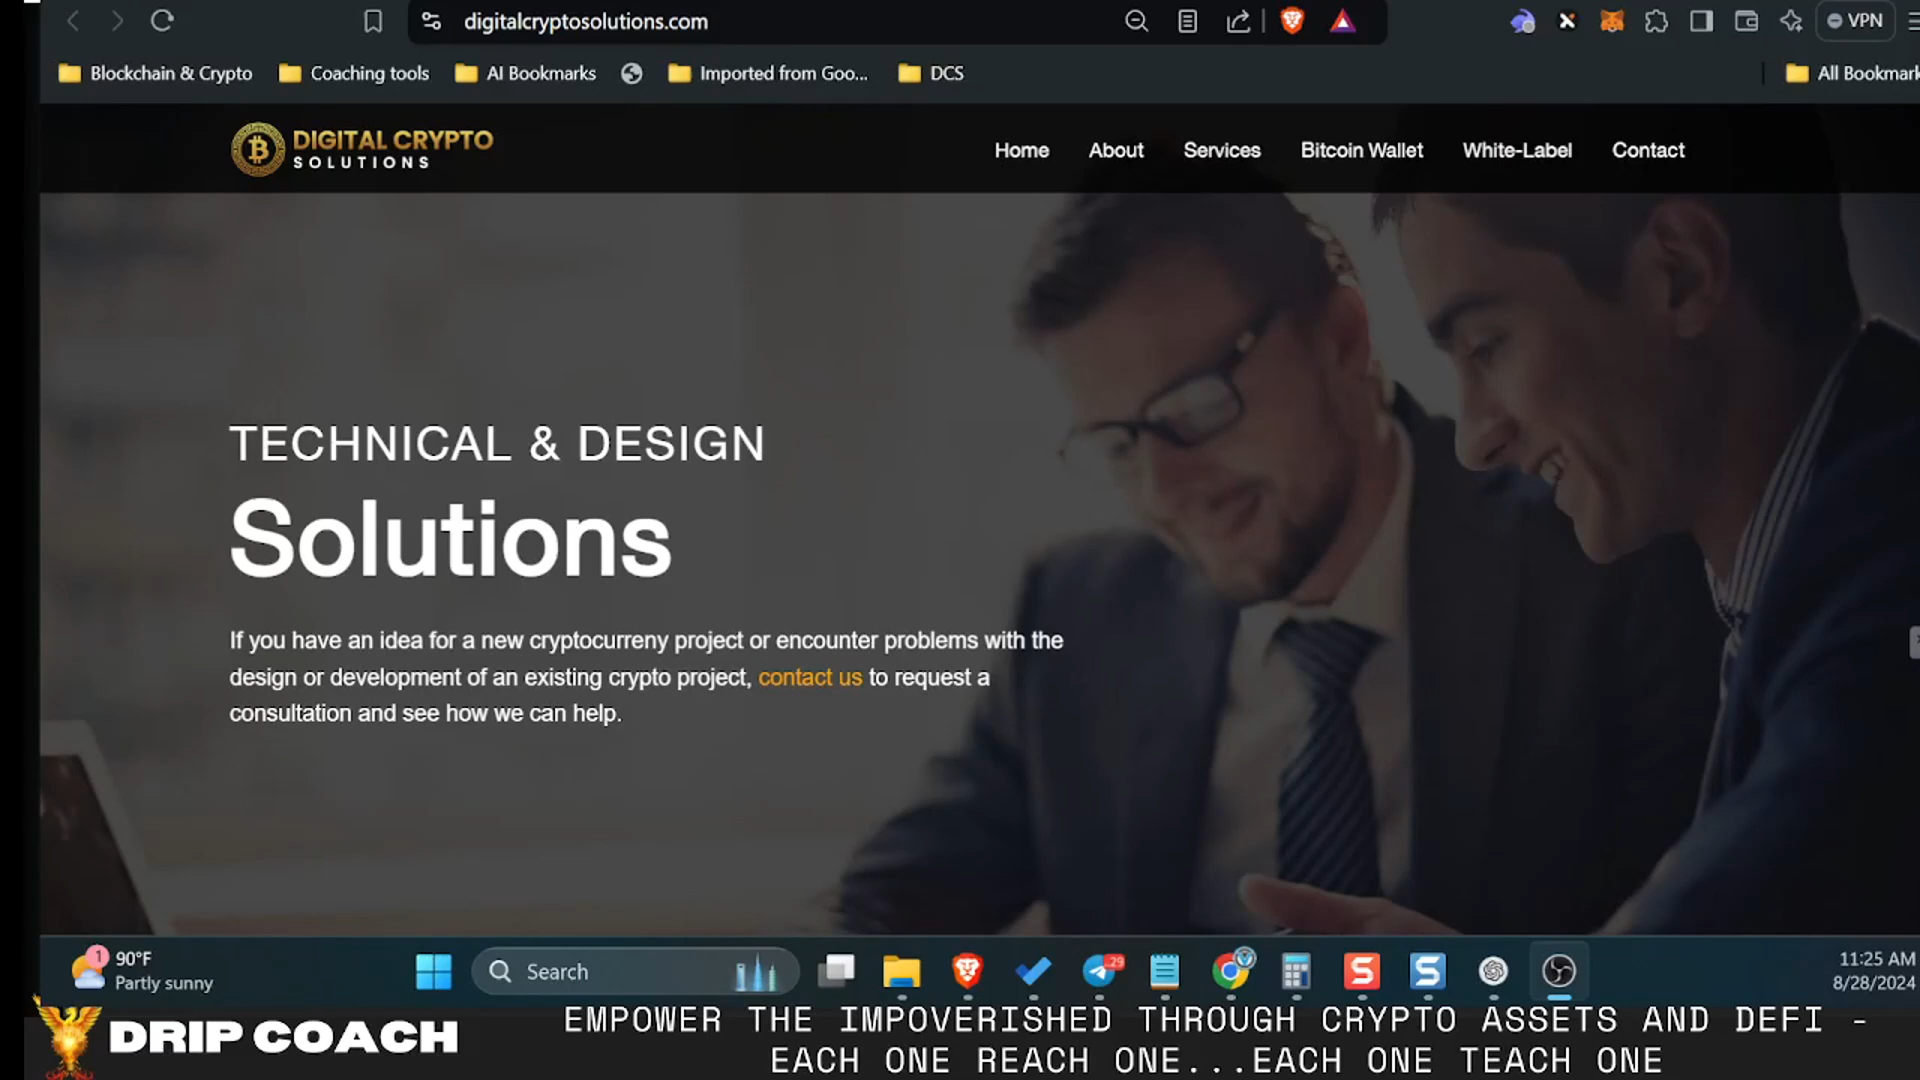 digitalcryptosolutions.com
VPN
Blockchain & Crypto
Coaching tools
AI Bookmarks
Imported from Goo...
DCS
All Bookmark
DIGITAL CRYPTO
SOLUTIONS
Home
About
Services
Bitcoin Wallet
White-Label
Contact
TECHNICAL & DESIGN
Solutions
If you have an idea for a new cryptocurreny project or encounter problems with the
design or development of an existing crypto project, contact us to request a
consultation and see how we can help.
1
90°F
Partly sunny
Search
29
11:25 AM
8/28/2024
DRIP COACH
EMPOWER THE IMPOVERISHED THROUGH CRYPTO ASSETS AND DEFI -
EACH ONE REACH ONE...EACH ONE TEACH ONE